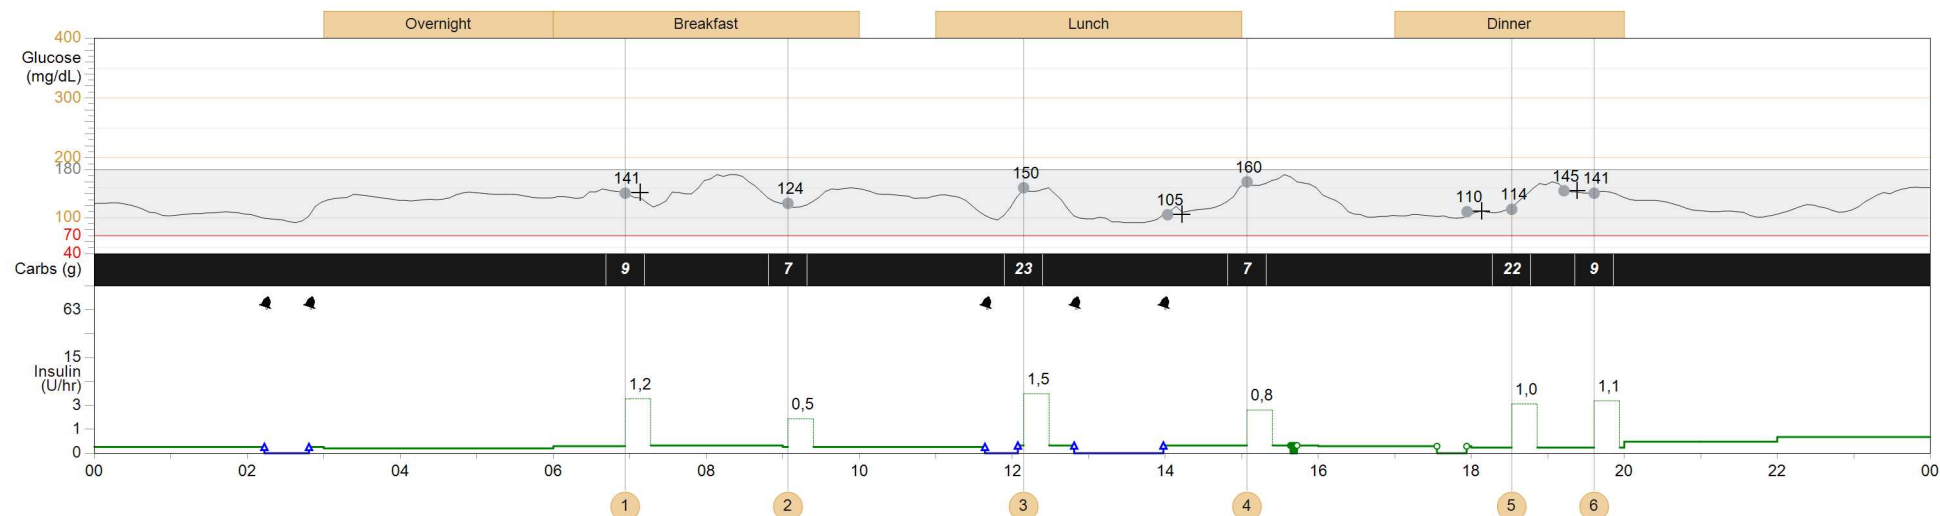 Overnight Breakfast Lunch Dinner
400
Glucose
(mg/dL)
300
200
180
100
70
40
141 124 150 105 160 110 114 145 141
Carbs (g) 9 7 23 7 22 9
63
15
Insulin
(U/hr)
3
1
0
1,2 0,5 1,5 0,8 1,0 1,1
00 02 04 06 08 10 12 14 16 18 20 22 00
1 2 3 4 5 6